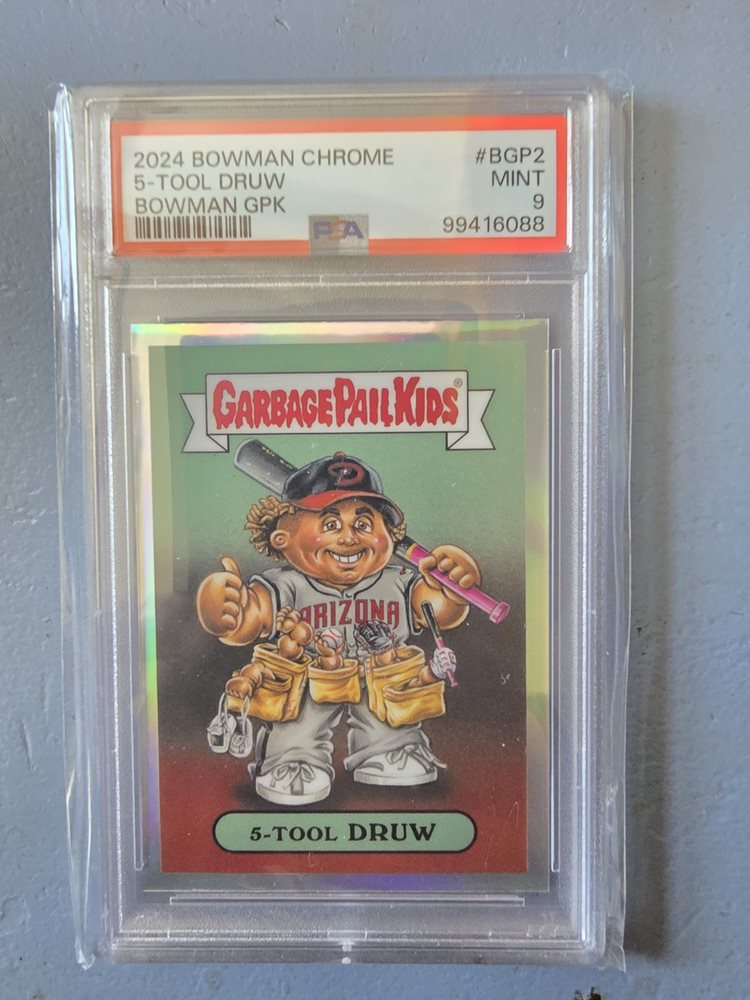 2024 BOWMAN CHROME #BGP2
5-TOOL DRUW MINT
BOWMAN GPK 9
PSA 99416088
GARBAGE PAIL KIDS®
ARIZONA
5-TOOL DRUW